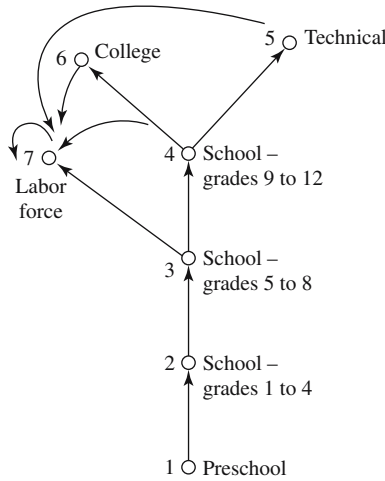 5 Technical
6 College
7
Labor
force
4 School –
grades 9 to 12
3 School –
grades 5 to 8
2 School –
grades 1 to 4
1 Preschool